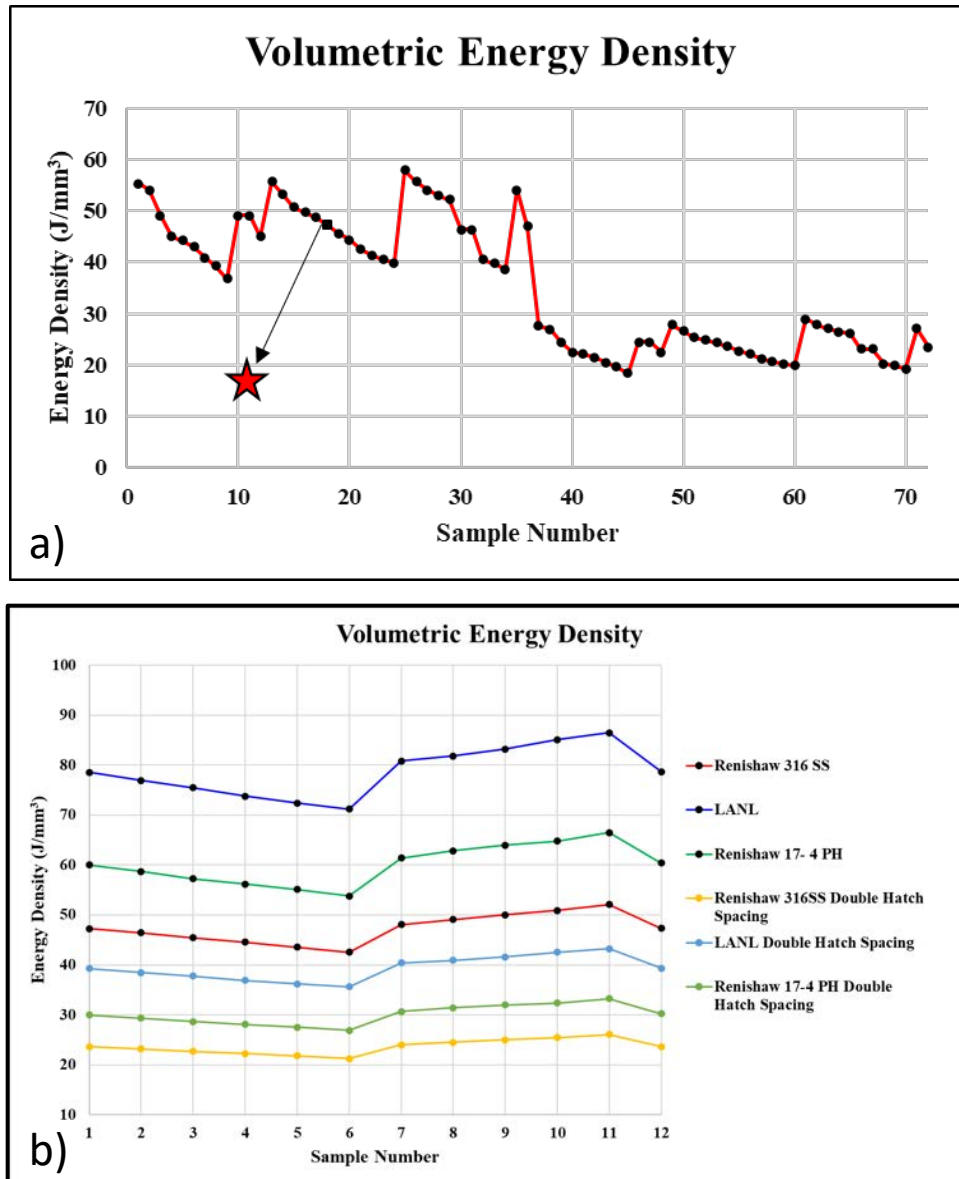 Volumetric Energy Density
Energy Density (J/mm³)
70
60
50
40
30
20
10
0
0 10 20 30 40 50 60 70
Sample Number
a)
Volumetric Energy Density
Energy Density (J/mm³)
100
90
80
70
60
50
40
30
20
10
1 2 3 4 5 6 7 8 9 10 11 12
Sample Number
Renishaw 316 SS
LANL
Renishaw 17- 4 PH
Renishaw 316SS Double Hatch
Spacing
LANL Double Hatch Spacing
Renishaw 17-4 PH Double
Hatch Spacing
b)